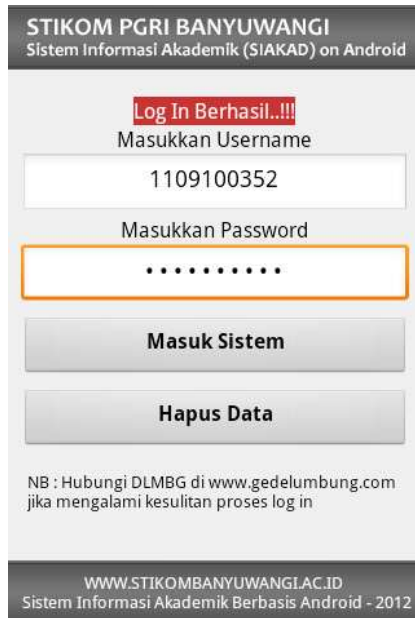 STIKOM PGRI BANYUWANGI
Sistem Informasi Akademik (SIAKAD) on Android
Log In Berhasil..!!!
Masukkan Username
1109100352
Masukkan Password
••••••••••
Masuk Sistem
Hapus Data
NB : Hubungi DLMBG di www.gedelumbung.com
jika mengalami kesulitan proses log in
WWW.STIKOMBANYUWANGI.AC.ID
Sistem Informasi Akademik Berbasis Android - 2012